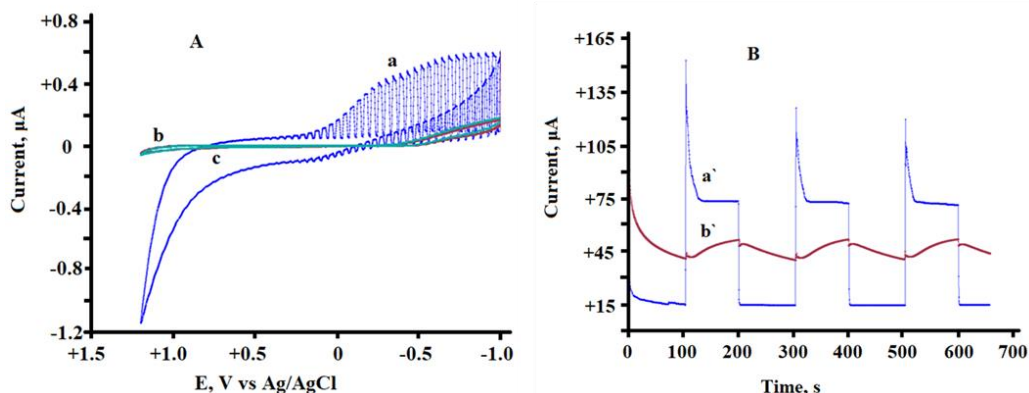 A
Current, µA
+0.8
+0.4
0
-0.4
-0.8
-1.2
a
b
c
+1.5
+1.0
+0.5
0
-0.5
-1.0
E, V vs Ag/AgCl
B
Current, µA
+165
+135
+105
+75
+45
+15
a`
b`
0
100
200
300
400
500
600
700
Time, s